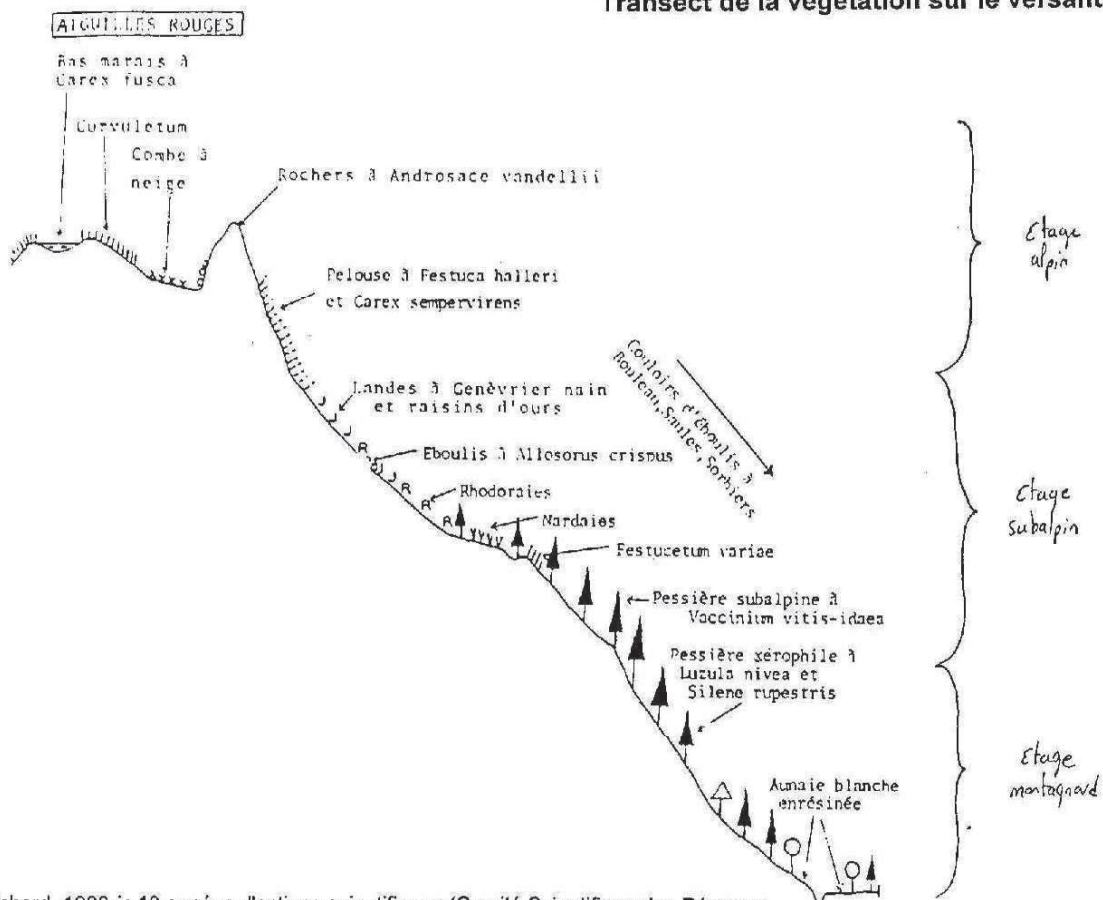 Transect de la végétation sur le versant
AIGUILLES ROUGES
Bas marais à
Carex fusca
Curvuletum
Combe à
neige
Rochers à Androsace vandellii
Pelouse à Festuca halleri
et Carex sempervirens
Landes à Genèvrier nain
et raisins d'ours
Eboulis à Allosorus crispus
Rhodoraies
Nardaies
Festucetum variae
Couloirs d'Eboulis à
Bouleau, Saules, Sorbiers
Pessière subalpine à
Vaccinium vitis-idaea
Pessière xérophile à
Luzula nivea et
Silene rupestris
Aunaie blanche
enrésinée
Etage
alpin
Etage
subalpin
Etage
montagnard